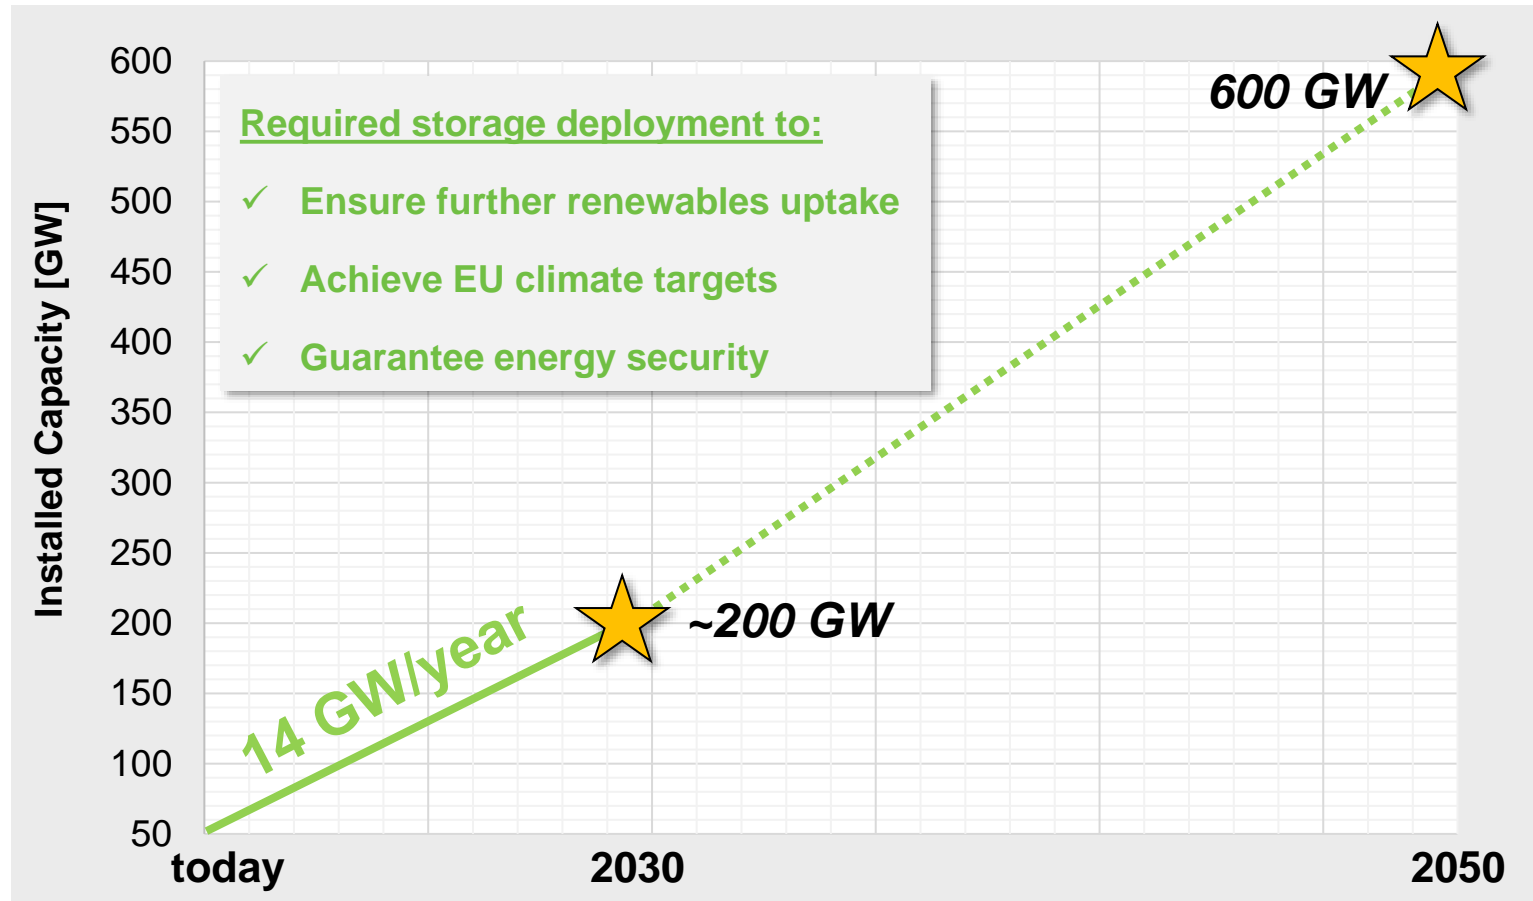 Installed Capacity [GW]
600
550
500
450
400
350
300
250
200
150
100
50
Required storage deployment to:
✓ Ensure further renewables uptake
✓ Achieve EU climate targets
✓ Guarantee energy security
600 GW
~200 GW
14 GW/year
today 2030 2050